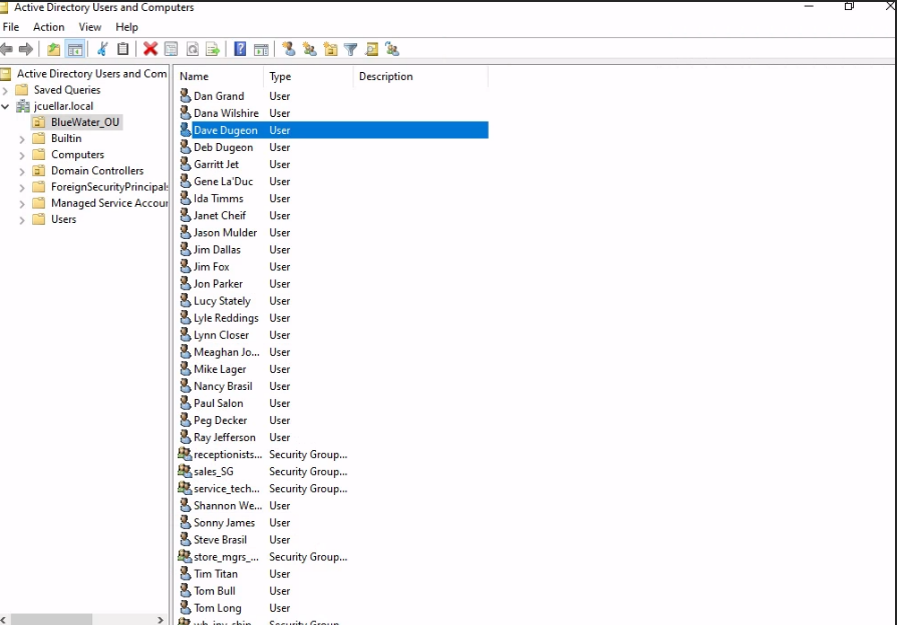 Active Directory Users and Computers
File Action View Help
Active Directory Users and Com
Saved Queries
jcuellar.local
BlueWater_OU
Builtin
Computers
Domain Controllers
ForeignSecurityPrincipals
Managed Service Accour
Users
Name Type Description
Dan Grand User
Dana Wilshire User
Dave Dugeon User
Deb Dugeon User
Garritt Jet User
Gene La'Duc User
Ida Timms User
Janet Cheif User
Jason Mulder User
Jim Dallas User
Jim Fox User
Jon Parker User
Lucy Stately User
Lyle Reddings User
Lynn Closer User
Meaghan Jo... User
Mike Lager User
Nancy Brasil User
Paul Salon User
Peg Decker User
Ray Jefferson User
receptionists... Security Group...
sales_SG Security Group...
service_tech... Security Group...
Shannon We... User
Sonny James User
Steve Brasil User
store_mgrs_... Security Group...
Tim Titan User
Tom Bull User
Tom Long User
wh_inv_ship... Security Group...